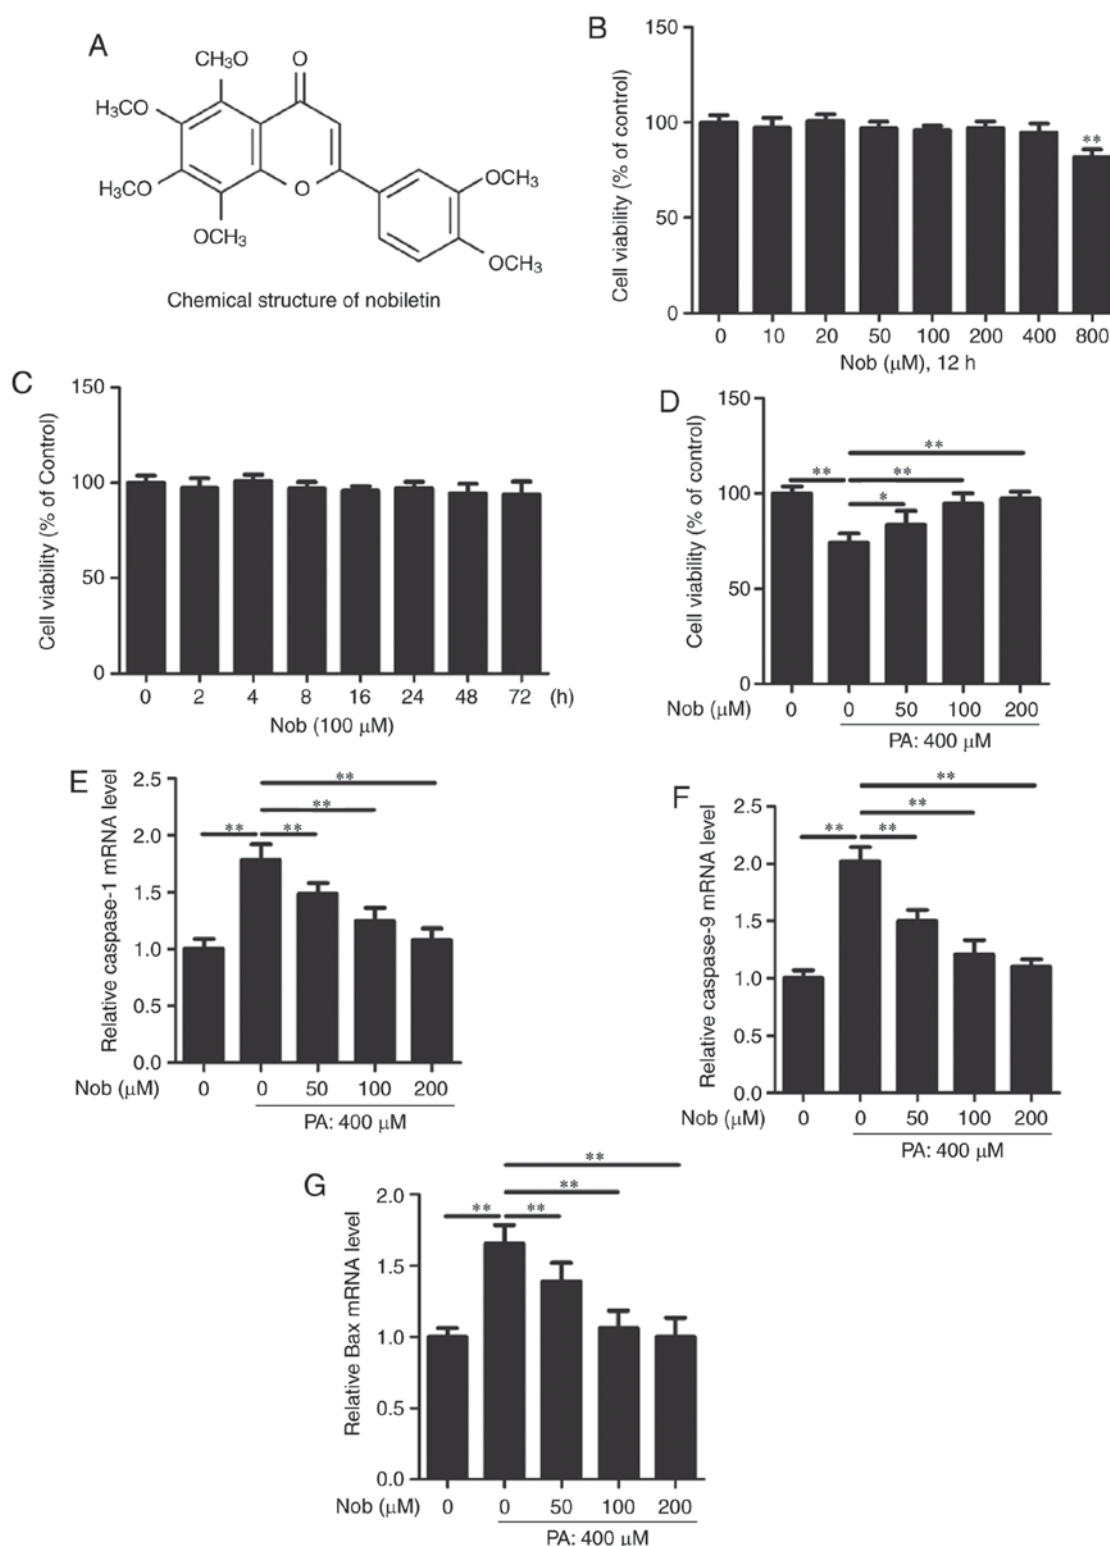 A
CH₃O
O
H₃CO
H₃CO
O
OCH₃
OCH₃
OCH₃
Chemical structure of nobiletin
B
Cell viability (% of control)
150
100
50
0
**
0 10 20 50 100 200 400 800
Nob (μM), 12 h
C
Cell viability (% of Control)
150
100
50
0
0 2 4 8 16 24 48 72 (h)
Nob (100 μM)
D
Cell viability (% of control)
150
100
50
0
**
** **
*
Nob (μM) 0 0 50 100 200
PA: 400 μM
E
Relative caspase-1 mRNA level
2.5
2.0
1.5
1.0
0.5
0.0
**
**
** **
Nob (μM) 0 0 50 100 200
PA: 400 μM
F
Relative caspase-9 mRNA level
2.5
2.0
1.5
1.0
0.5
0.0
**
**
** **
Nob (μM) 0 0 50 100 200
PA: 400 μM
G
Relative Bax mRNA level
2.0
1.5
1.0
0.5
0.0
**
**
** **
Nob (μM) 0 0 50 100 200
PA: 400 μM